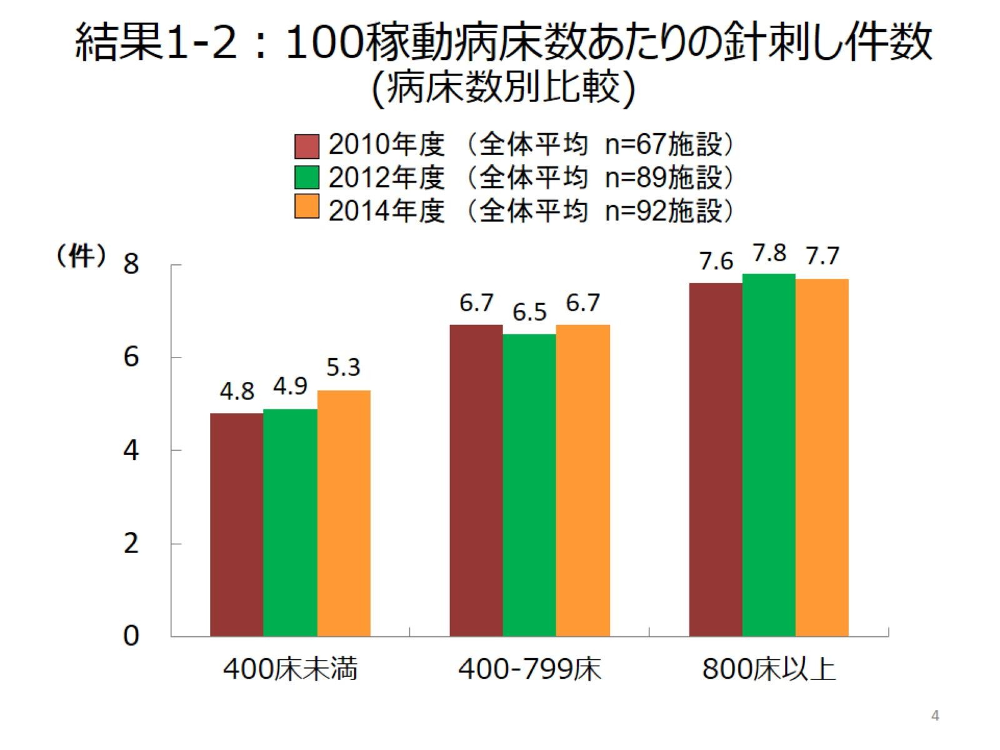 結果1-2：100稼動病床数あたりの針刺し件数
(病床数別比較)
2010年度 （全体平均 n=67施設）
2012年度 （全体平均 n=89施設）
2014年度 （全体平均 n=92施設）
（件）
8
6
4
2
0
4.8
4.9
5.3
6.7
6.5
6.7
7.6
7.8
7.7
400床未満
400-799床
800床以上
4